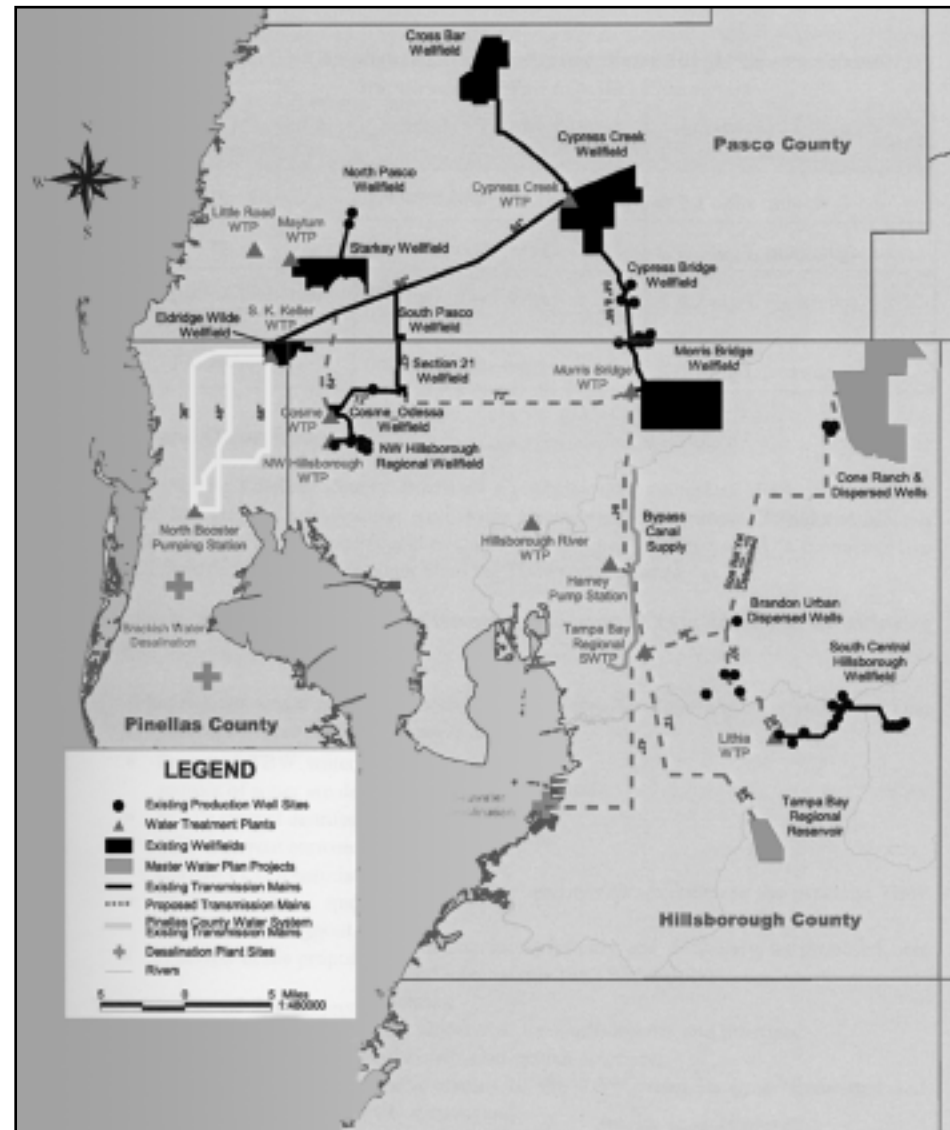 Cross Bar
Wellfield
Cypress Creek
Wellfield
Pasco County
North Pasco
Wellfield
Cypress Creek
WTP
N
W
S
Little Road
WTP
Maytum
WTP
Starkey Wellfield
Cypress Bridge
Wellfield
S. K. Keller
WTP
Eldridge Wilde
Wellfield
South Pasco
Wellfield
Section 21
Wellfield
Morris Bridge
Wellfield
Morris Bridge
WTP
72"
Cosme
WTP
Cosme_Odessa
Wellfield
NW Hillsborough
WTP
NW Hillsborough
Regional Wellfield
Cone Ranch &
Dispersed Wells
North Booster
Pumping Station
Hillsborough River
WTP
Bypass
Canal
Supply
Harney
Pump Station
Brackish Water
Desalination
Tampa Bay
Regional
SWTP
Brandon Urban
Dispersed Wells
South Central
Hillsborough
Wellfield
Pinellas County
Lithia
WTP
Tampa Bay
Regional
Reservoir
Hillsborough County
LEGEND
Existing Production Well Sites
Water Treatment Plants
Existing Wellfields
Master Water Plan Projects
Existing Transmission Mains
Proposed Transmission Mains
Pinellas County Water System
Existing Transmission Mains
Desalination Plant Sites
Rivers
5 0 5 Miles
1:480000